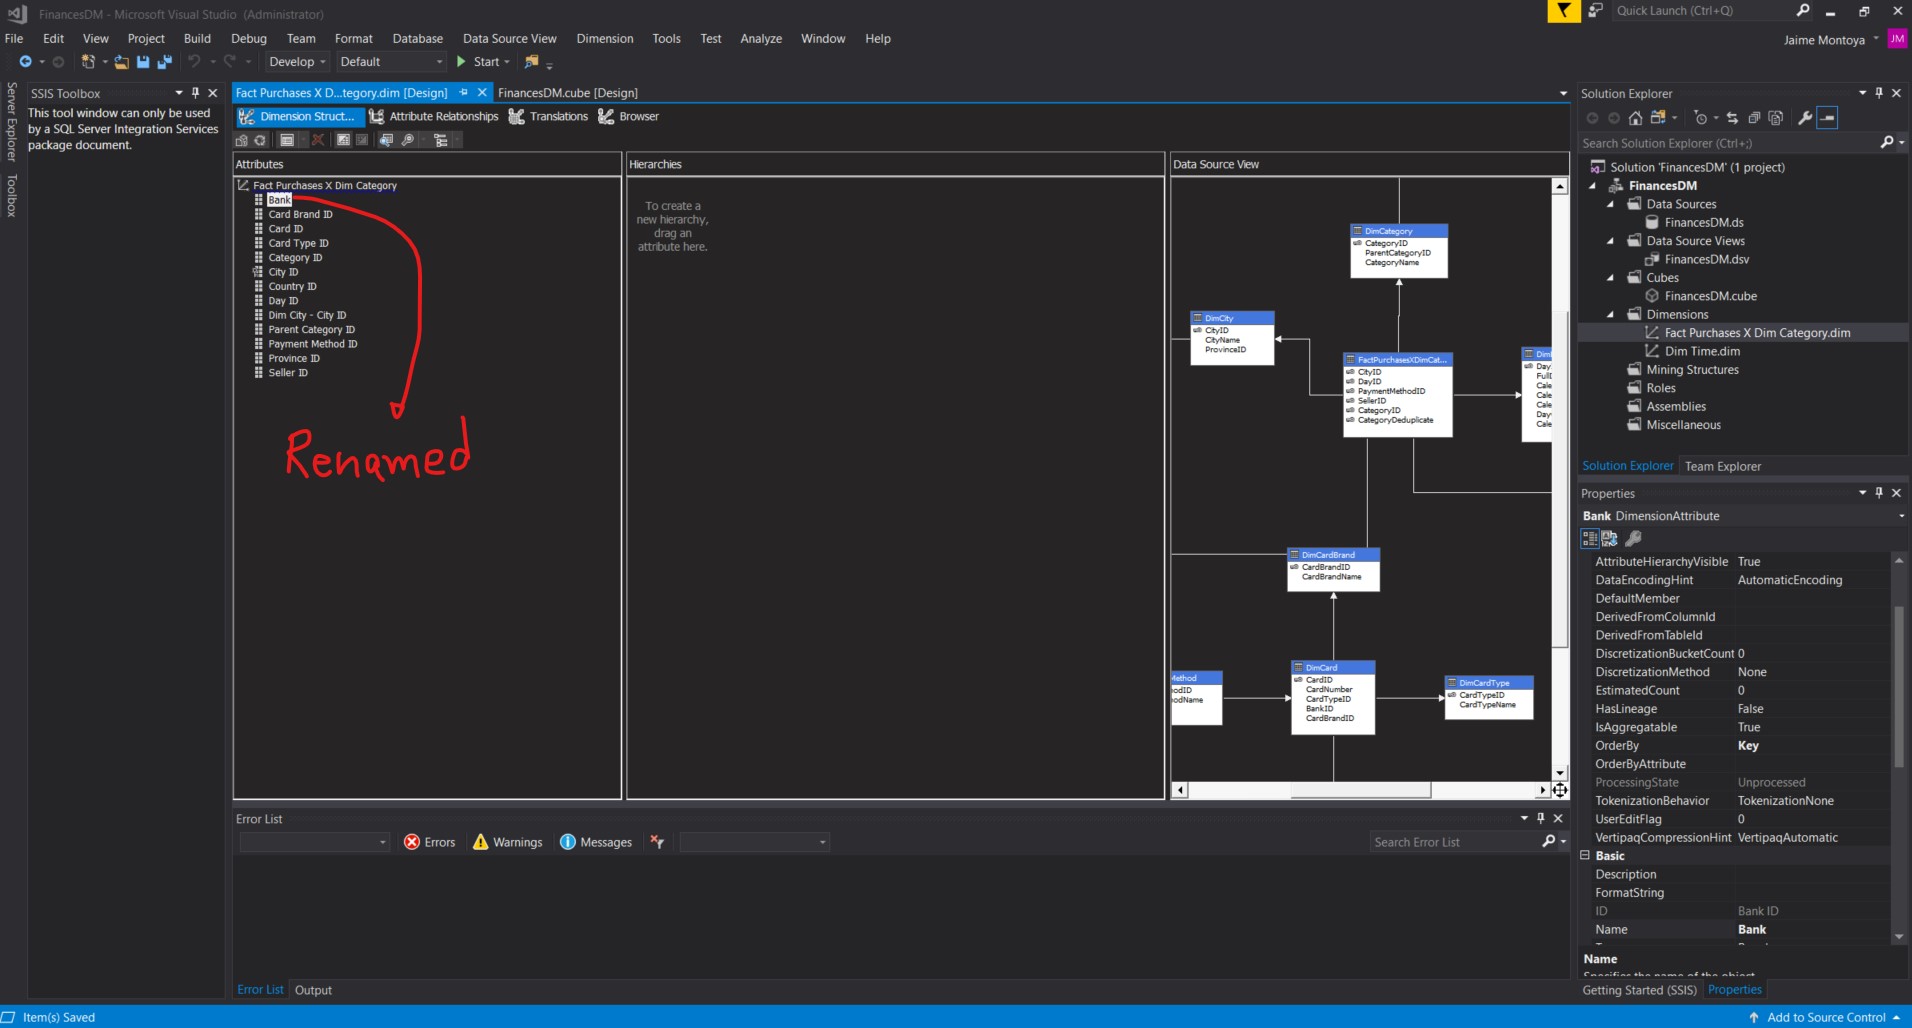 FinancesDM - Microsoft Visual Studio (Administrator)
Quick Launch (Ctrl+Q)
File Edit View Project Build Debug Team Format Database Data Source View Dimension Tools Test Analyze Window Help
Jaime Montoya JM
Develop Default Start
Server Explorer
Toolbox
SSIS Toolbox
This tool window can only be used
by a SQL Server Integration Services
package document.
Fact Purchases X D...tegory.dim [Design] FinancesDM.cube [Design]
Dimension Struct... Attribute Relationships Translations Browser
Attributes
Fact Purchases X Dim Category
Bank
Card Brand ID
Card ID
Card Type ID
Category ID
City ID
Country ID
Day ID
Dim City - City ID
Parent Category ID
Payment Method ID
Province ID
Seller ID
Renamed
Hierarchies
To create a
new hierarchy,
drag an
attribute here.
Data Source View
DimCategory
CategoryID
ParentCategoryID
CategoryName
DimCity
CityID
CityName
ProvinceID
FactPurchasesXDimCat...
CityID
DayID
PaymentMethodID
SellerID
CategoryID
CategoryDeduplicate
Day
Cale
Cale
Cale
Day
Cale
DimCardBrand
CardBrandID
CardBrandName
Method
odID
odName
DimCard
CardID
CardNumber
CardTypeID
BankID
CardBrandID
DimCardType
CardTypeID
CardTypeName
Error List
Errors Warnings Messages
Search Error List
Error List Output
Solution Explorer
Search Solution Explorer (Ctrl+;)
Solution 'FinancesDM' (1 project)
FinancesDM
Data Sources
FinancesDM.ds
Data Source Views
FinancesDM.dsv
Cubes
FinancesDM.cube
Dimensions
Fact Purchases X Dim Category.dim
Dim Time.dim
Mining Structures
Roles
Assemblies
Miscellaneous
Solution Explorer Team Explorer
Properties
Bank DimensionAttribute
AttributeHierarchyVisible True
DataEncodingHint AutomaticEncoding
DefaultMember
DerivedFromColumnId
DerivedFromTableId
DiscretizationBucketCount 0
DiscretizationMethod None
EstimatedCount 0
HasLineage False
IsAggregatable True
OrderBy Key
OrderByAttribute
ProcessingState Unprocessed
TokenizationBehavior TokenizationNone
UserEditFlag 0
VertipaqCompressionHint VertipaqAutomatic
Basic
Description
FormatString
ID Bank ID
Name Bank
Name
Specifies the name of the object
Getting Started (SSIS) Properties
Item(s) Saved
Add to Source Control